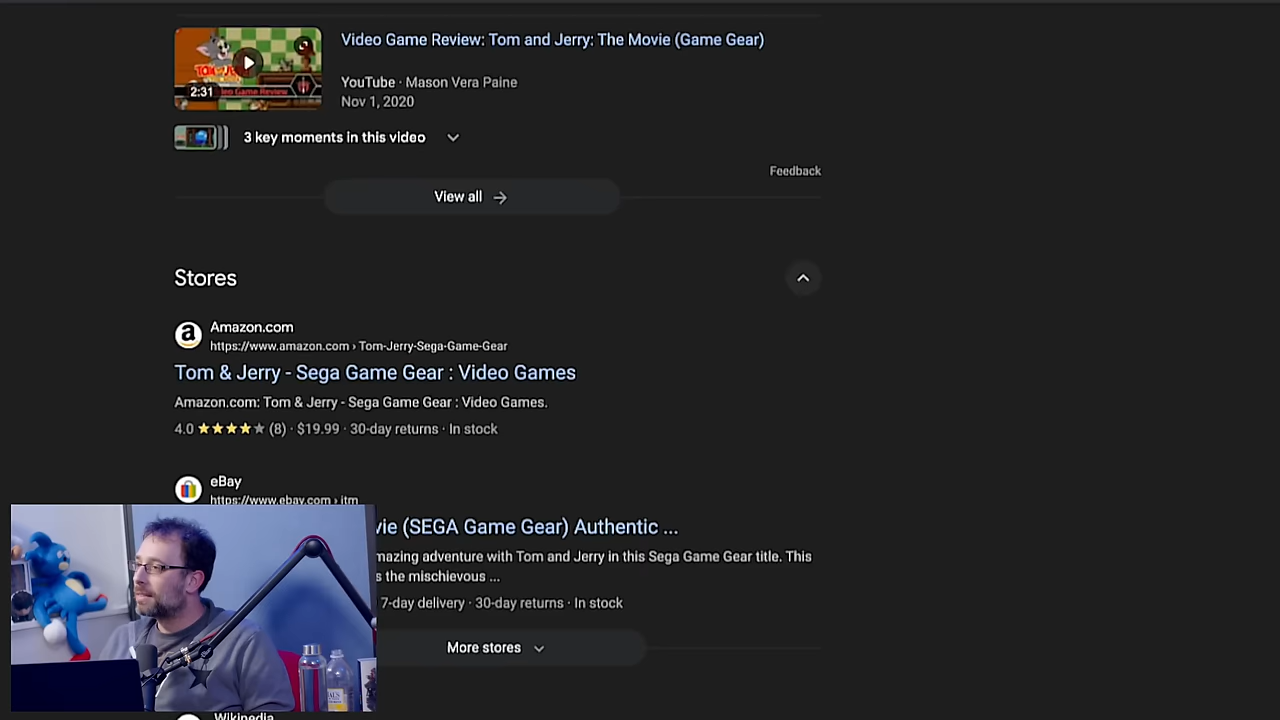 Video Game Review: Tom and Jerry: The Movie (Game Gear)
2:31
YouTube · Mason Vera Paine
Nov 1, 2020
3 key moments in this video
Feedback
View all
Stores
Amazon.com
https://www.amazon.com › Tom-Jerry-Sega-Game-Gear
Tom & Jerry - Sega Game Gear : Video Games
Amazon.com: Tom & Jerry - Sega Game Gear : Video Games.
4.0 ★★★★★ (8) · $19.99 · 30-day returns · In stock
eBay
https://www.ebay.com › itm
(SEGA Game Gear) Authentic ...
adventure with Tom and Jerry in this Sega Game Gear title. This
the mischievous ...
7-day delivery · 30-day returns · In stock
More stores
Wikipedia